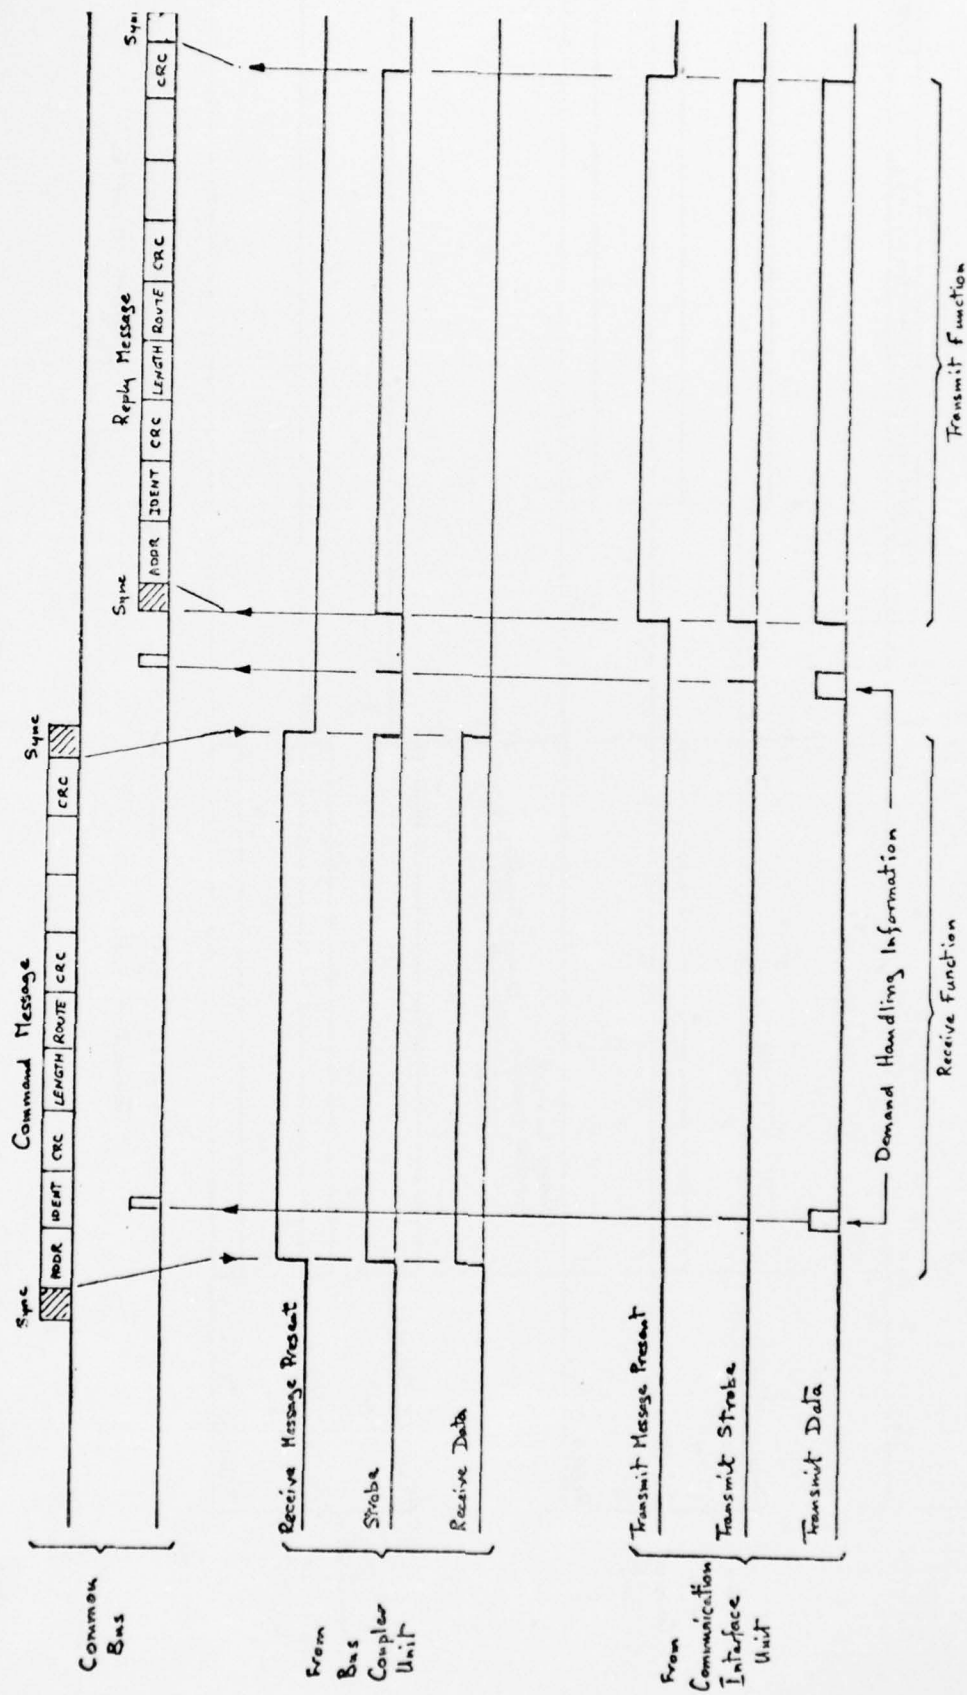 Common
Bus
Sync
Command Message
Sync
ADDR IDENT CRC LENGTH ROUTE CRC CRC
Sync
Reply Message
Sync
ADDR IDENT CRC LENGTH ROUTE CRC CRC
From
Bus
Coupler
Unit
Receive Message Present
Strobe
Receive Data
From
Communication
Interface
Unit
Transmit Message Present
Transmit Strobe
Transmit Data
Demand Handling Information
Receive Function
Transmit Function